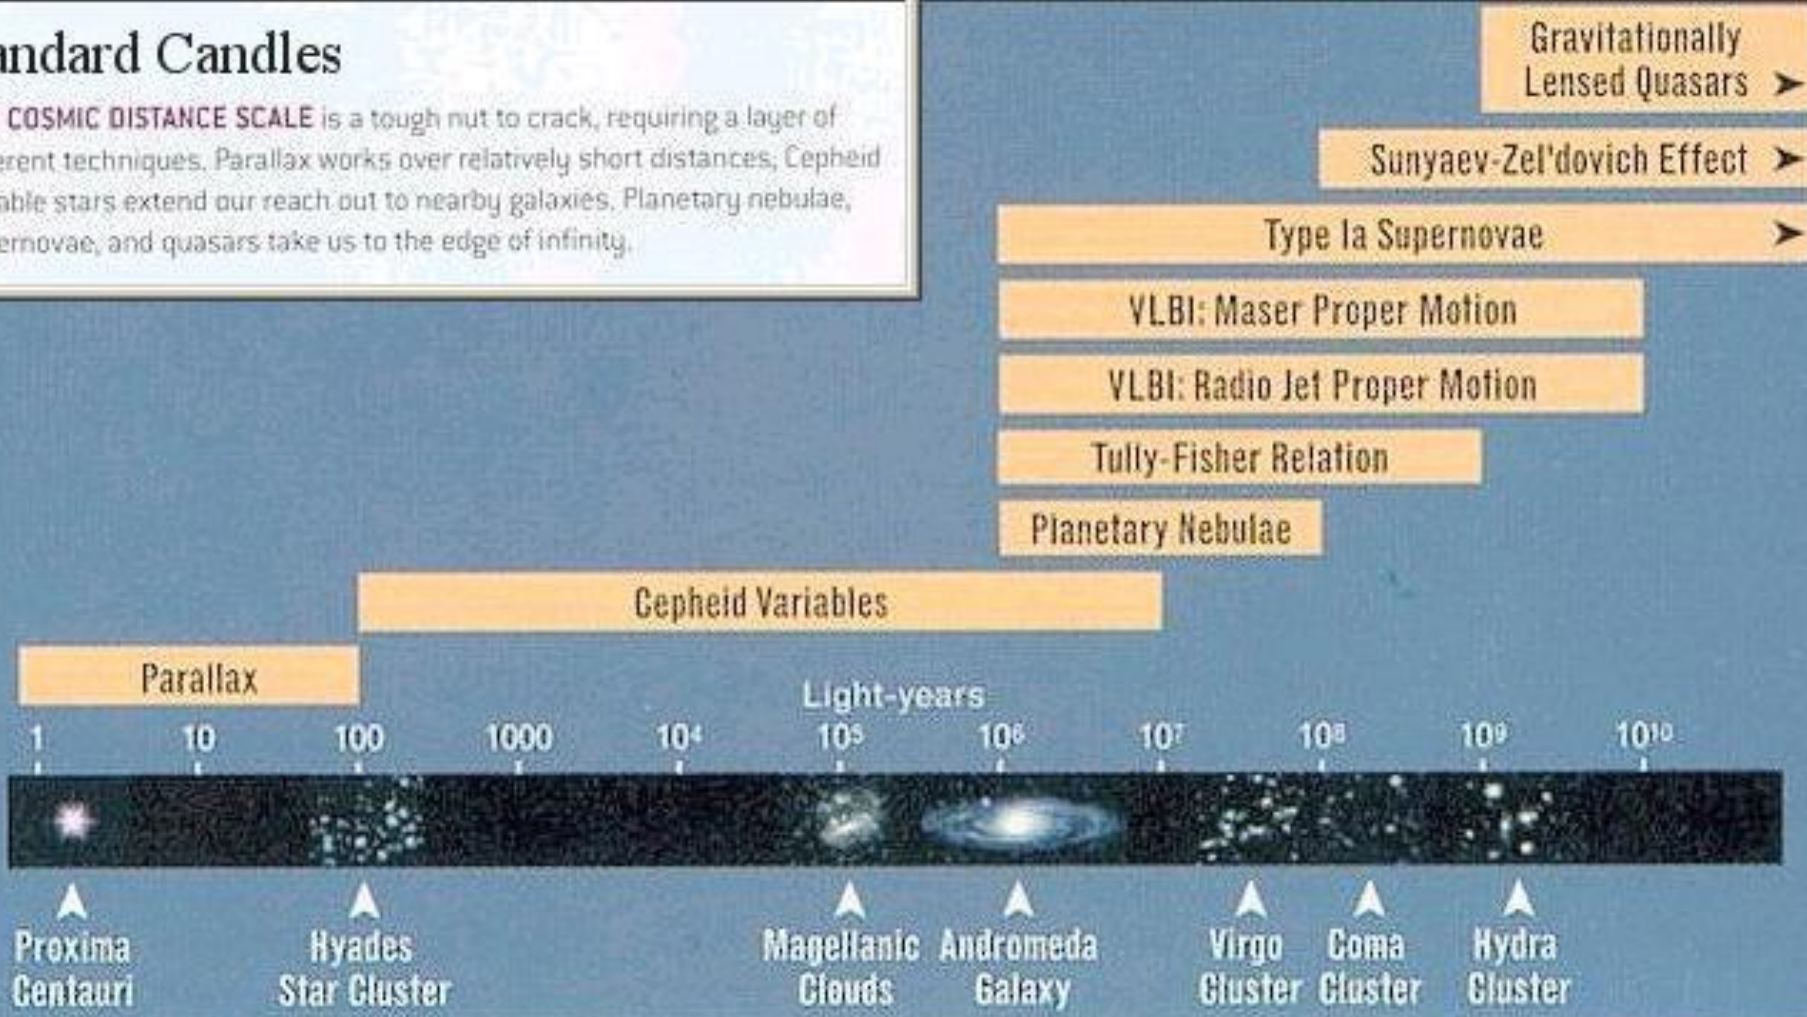 andard Candles
COSMIC DISTANCE SCALE is a tough nut to crack, requiring a layer of
erent techniques. Parallax works over relatively short distances; Cepheid
able stars extend our reach out to nearby galaxies. Planetary nebulae,
ernovae, and quasars take us to the edge of infinity.
Gravitationally
Lensed Quasars
Sunyaev-Zel'dovich Effect
Type Ia Supernovae
VLBI: Maser Proper Motion
VLBI: Radio Jet Proper Motion
Tully-Fisher Relation
Planetary Nebulae
Cepheid Variables
Parallax
Light-years
1 10 100 1000 10⁴ 10⁵ 10⁶ 10⁷ 10⁸ 10⁹ 10¹⁰
Proxima
Centauri
Hyades
Star Cluster
Magellanic
Clouds
Andromeda
Galaxy
Virgo
Cluster
Coma
Cluster
Hydra
Cluster